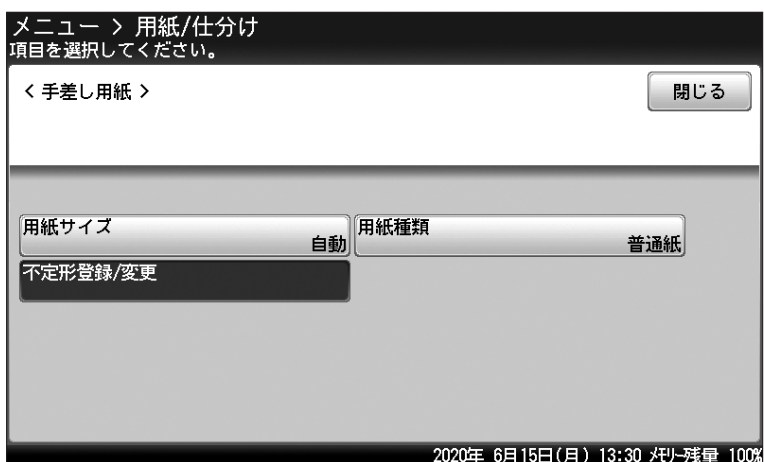 メニュー > 用紙/仕分け
項目を選択してください。
< 手差し用紙 >
閉じる
用紙サイズ
自動
用紙種類
普通紙
不定形登録/変更
2020年 6月15日(月) 13:30 ﾒﾓﾘｰ残量 100%